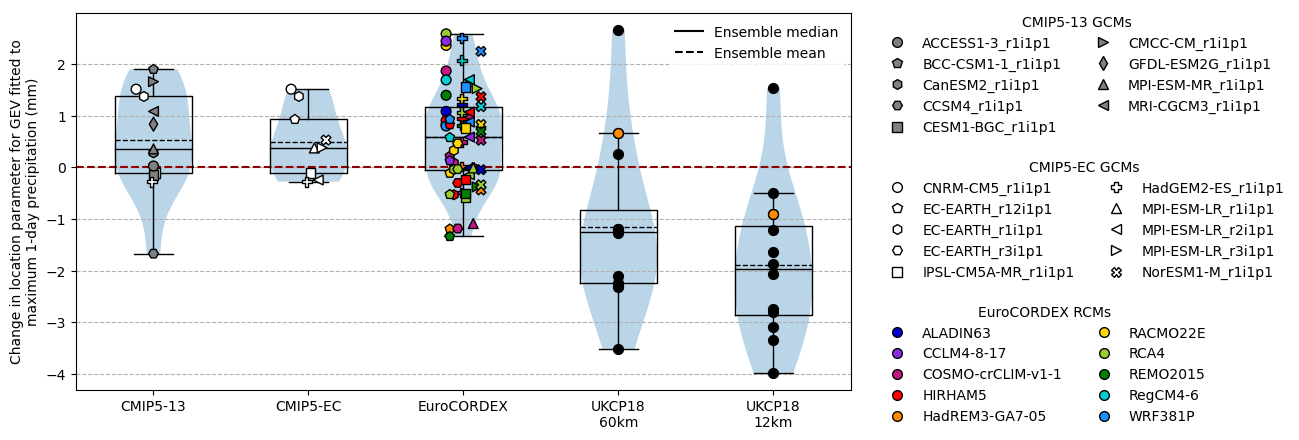 Change in location parameter for GEV fitted to
maximum 1-day precipitation (mm)
2
1
0
−1
−2
−3
−4
Ensemble median
Ensemble mean
CMIP5-13
CMIP5-EC
EuroCORDEX
UKCP18
60km
UKCP18
12km
CMIP5-13 GCMs
ACCESS1-3_r1i1p1
BCC-CSM1-1_r1i1p1
CanESM2_r1i1p1
CCSM4_r1i1p1
CESM1-BGC_r1i1p1
CMCC-CM_r1i1p1
GFDL-ESM2G_r1i1p1
MPI-ESM-MR_r1i1p1
MRI-CGCM3_r1i1p1
CMIP5-EC GCMs
CNRM-CM5_r1i1p1
EC-EARTH_r12i1p1
EC-EARTH_r1i1p1
EC-EARTH_r3i1p1
IPSL-CM5A-MR_r1i1p1
HadGEM2-ES_r1i1p1
MPI-ESM-LR_r1i1p1
MPI-ESM-LR_r2i1p1
MPI-ESM-LR_r3i1p1
NorESM1-M_r1i1p1
EuroCORDEX RCMs
ALADIN63
CCLM4-8-17
COSMO-crCLIM-v1-1
HIRHAM5
HadREM3-GA7-05
RACMO22E
RCA4
REMO2015
RegCM4-6
WRF381P